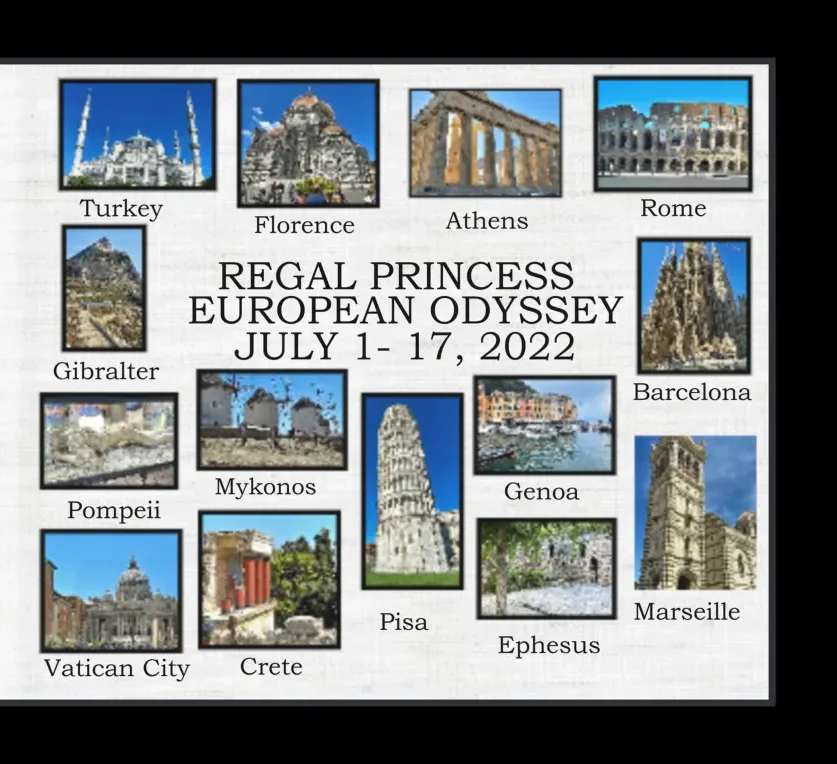 Turkey
Florence
Athens
Rome
REGAL PRINCESS
EUROPEAN ODYSSEY
JULY 1- 17, 2022
Gibralter
Barcelona
Pompeii
Mykonos
Genoa
Pisa
Marseille
Ephesus
Vatican City
Crete